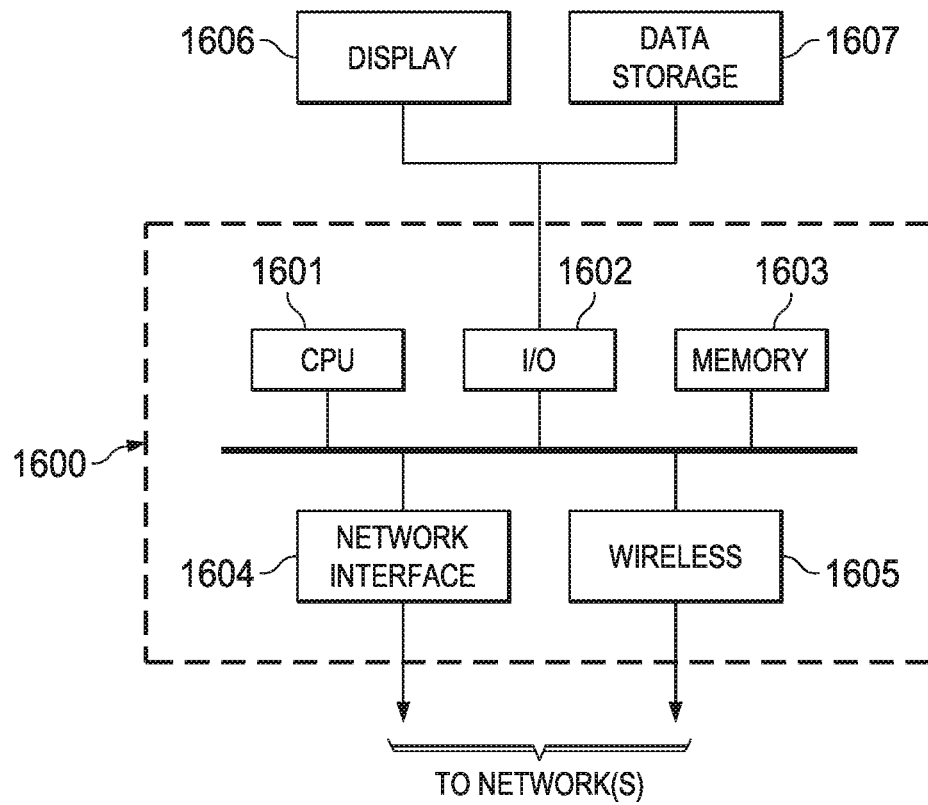 1606
DISPLAY
DATA
STORAGE
1607
1601
1602
1603
CPU
I/O
MEMORY
1600
1604
NETWORK
INTERFACE
WIRELESS
1605
TO NETWORK(S)